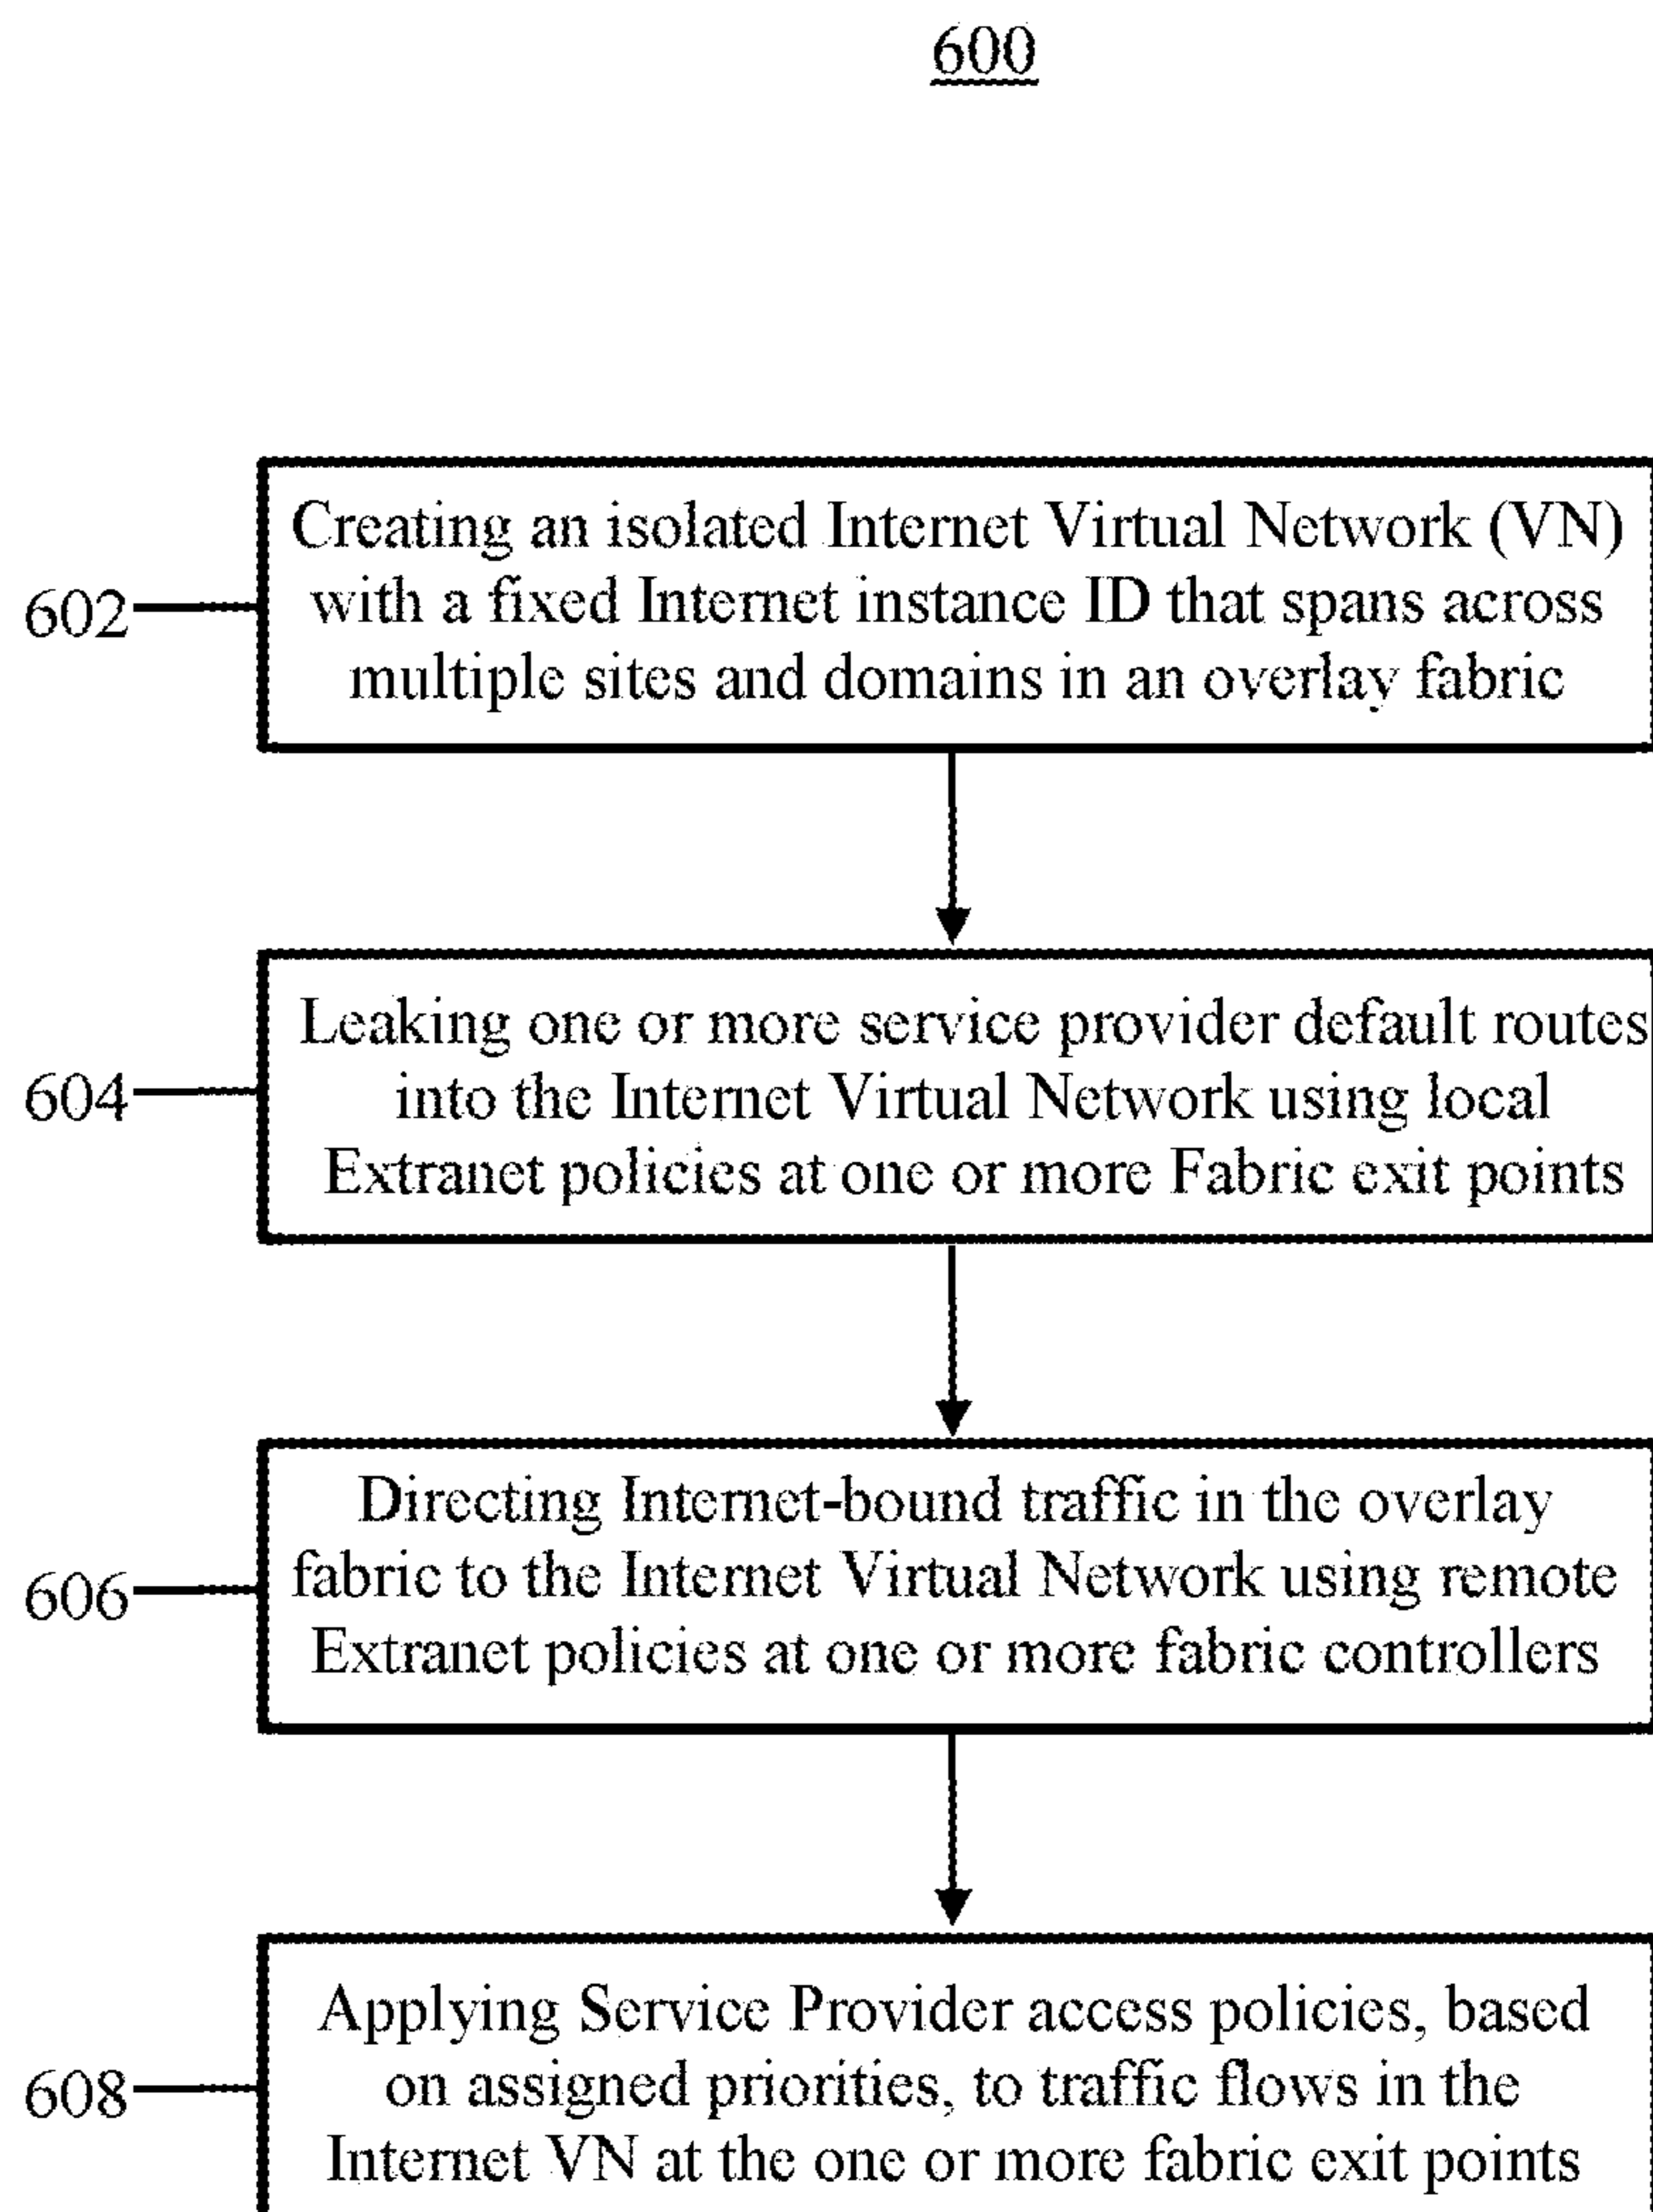 600
Creating an isolated Internet Virtual Network (VN)
with a fixed Internet instance ID that spans across
multiple sites and domains in an overlay fabric
602
Leaking one or more service provider default routes
into the Internet Virtual Network using local
Extranet policies at one or more Fabric exit points
604
Directing Internet-bound traffic in the overlay
fabric to the Internet Virtual Network using remote
Extranet policies at one or more fabric controllers
606
Applying Service Provider access policies, based
on assigned priorities, to traffic flows in the
Internet VN at the one or more fabric exit points
608